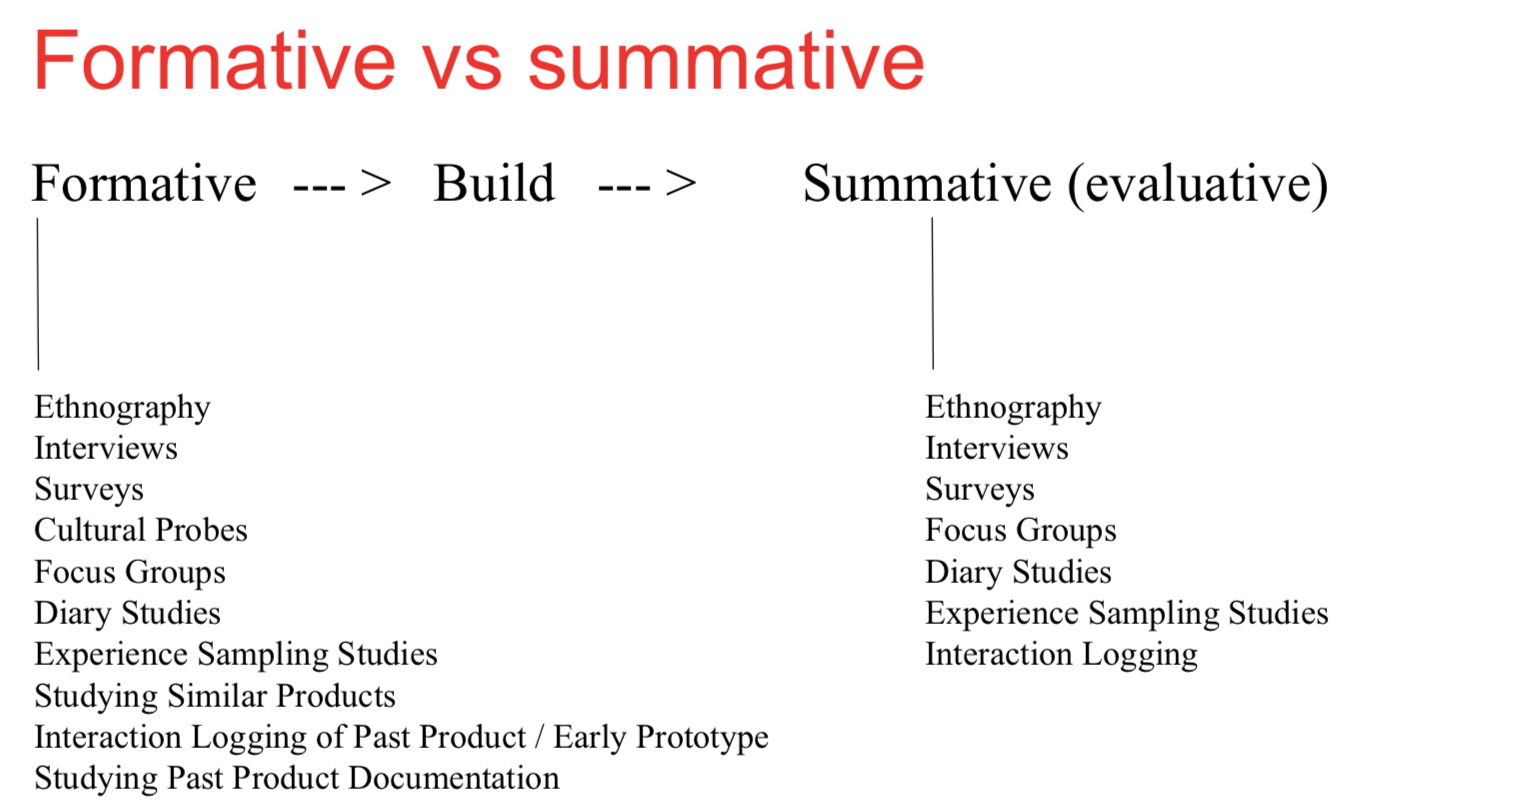 Formative vs summative
Formative --- > Build --- > Summative (evaluative)
Ethnography
Interviews
Surveys
Cultural Probes
Focus Groups
Diary Studies
Experience Sampling Studies
Studying Similar Products
Interaction Logging of Past Product / Early Prototype
Studying Past Product Documentation
Ethnography
Interviews
Surveys
Focus Groups
Diary Studies
Experience Sampling Studies
Interaction Logging